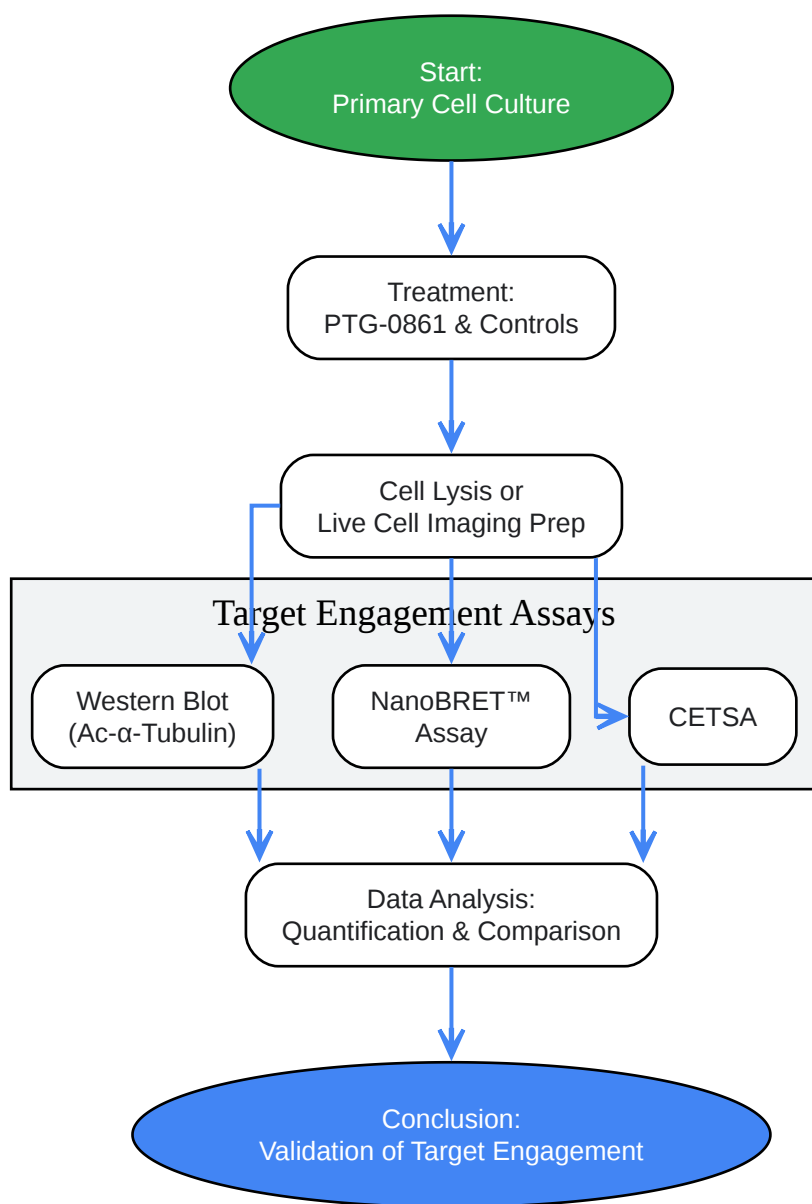 Start:
Primary Cell Culture
Treatment:
PTG-0861 & Controls
Cell Lysis or
Live Cell Imaging Prep
Target Engagement Assays
Western Blot
(Ac-α-Tubulin)
NanoBRET™
Assay
CETSA
Data Analysis:
Quantification & Comparison
Conclusion:
Validation of Target Engagement